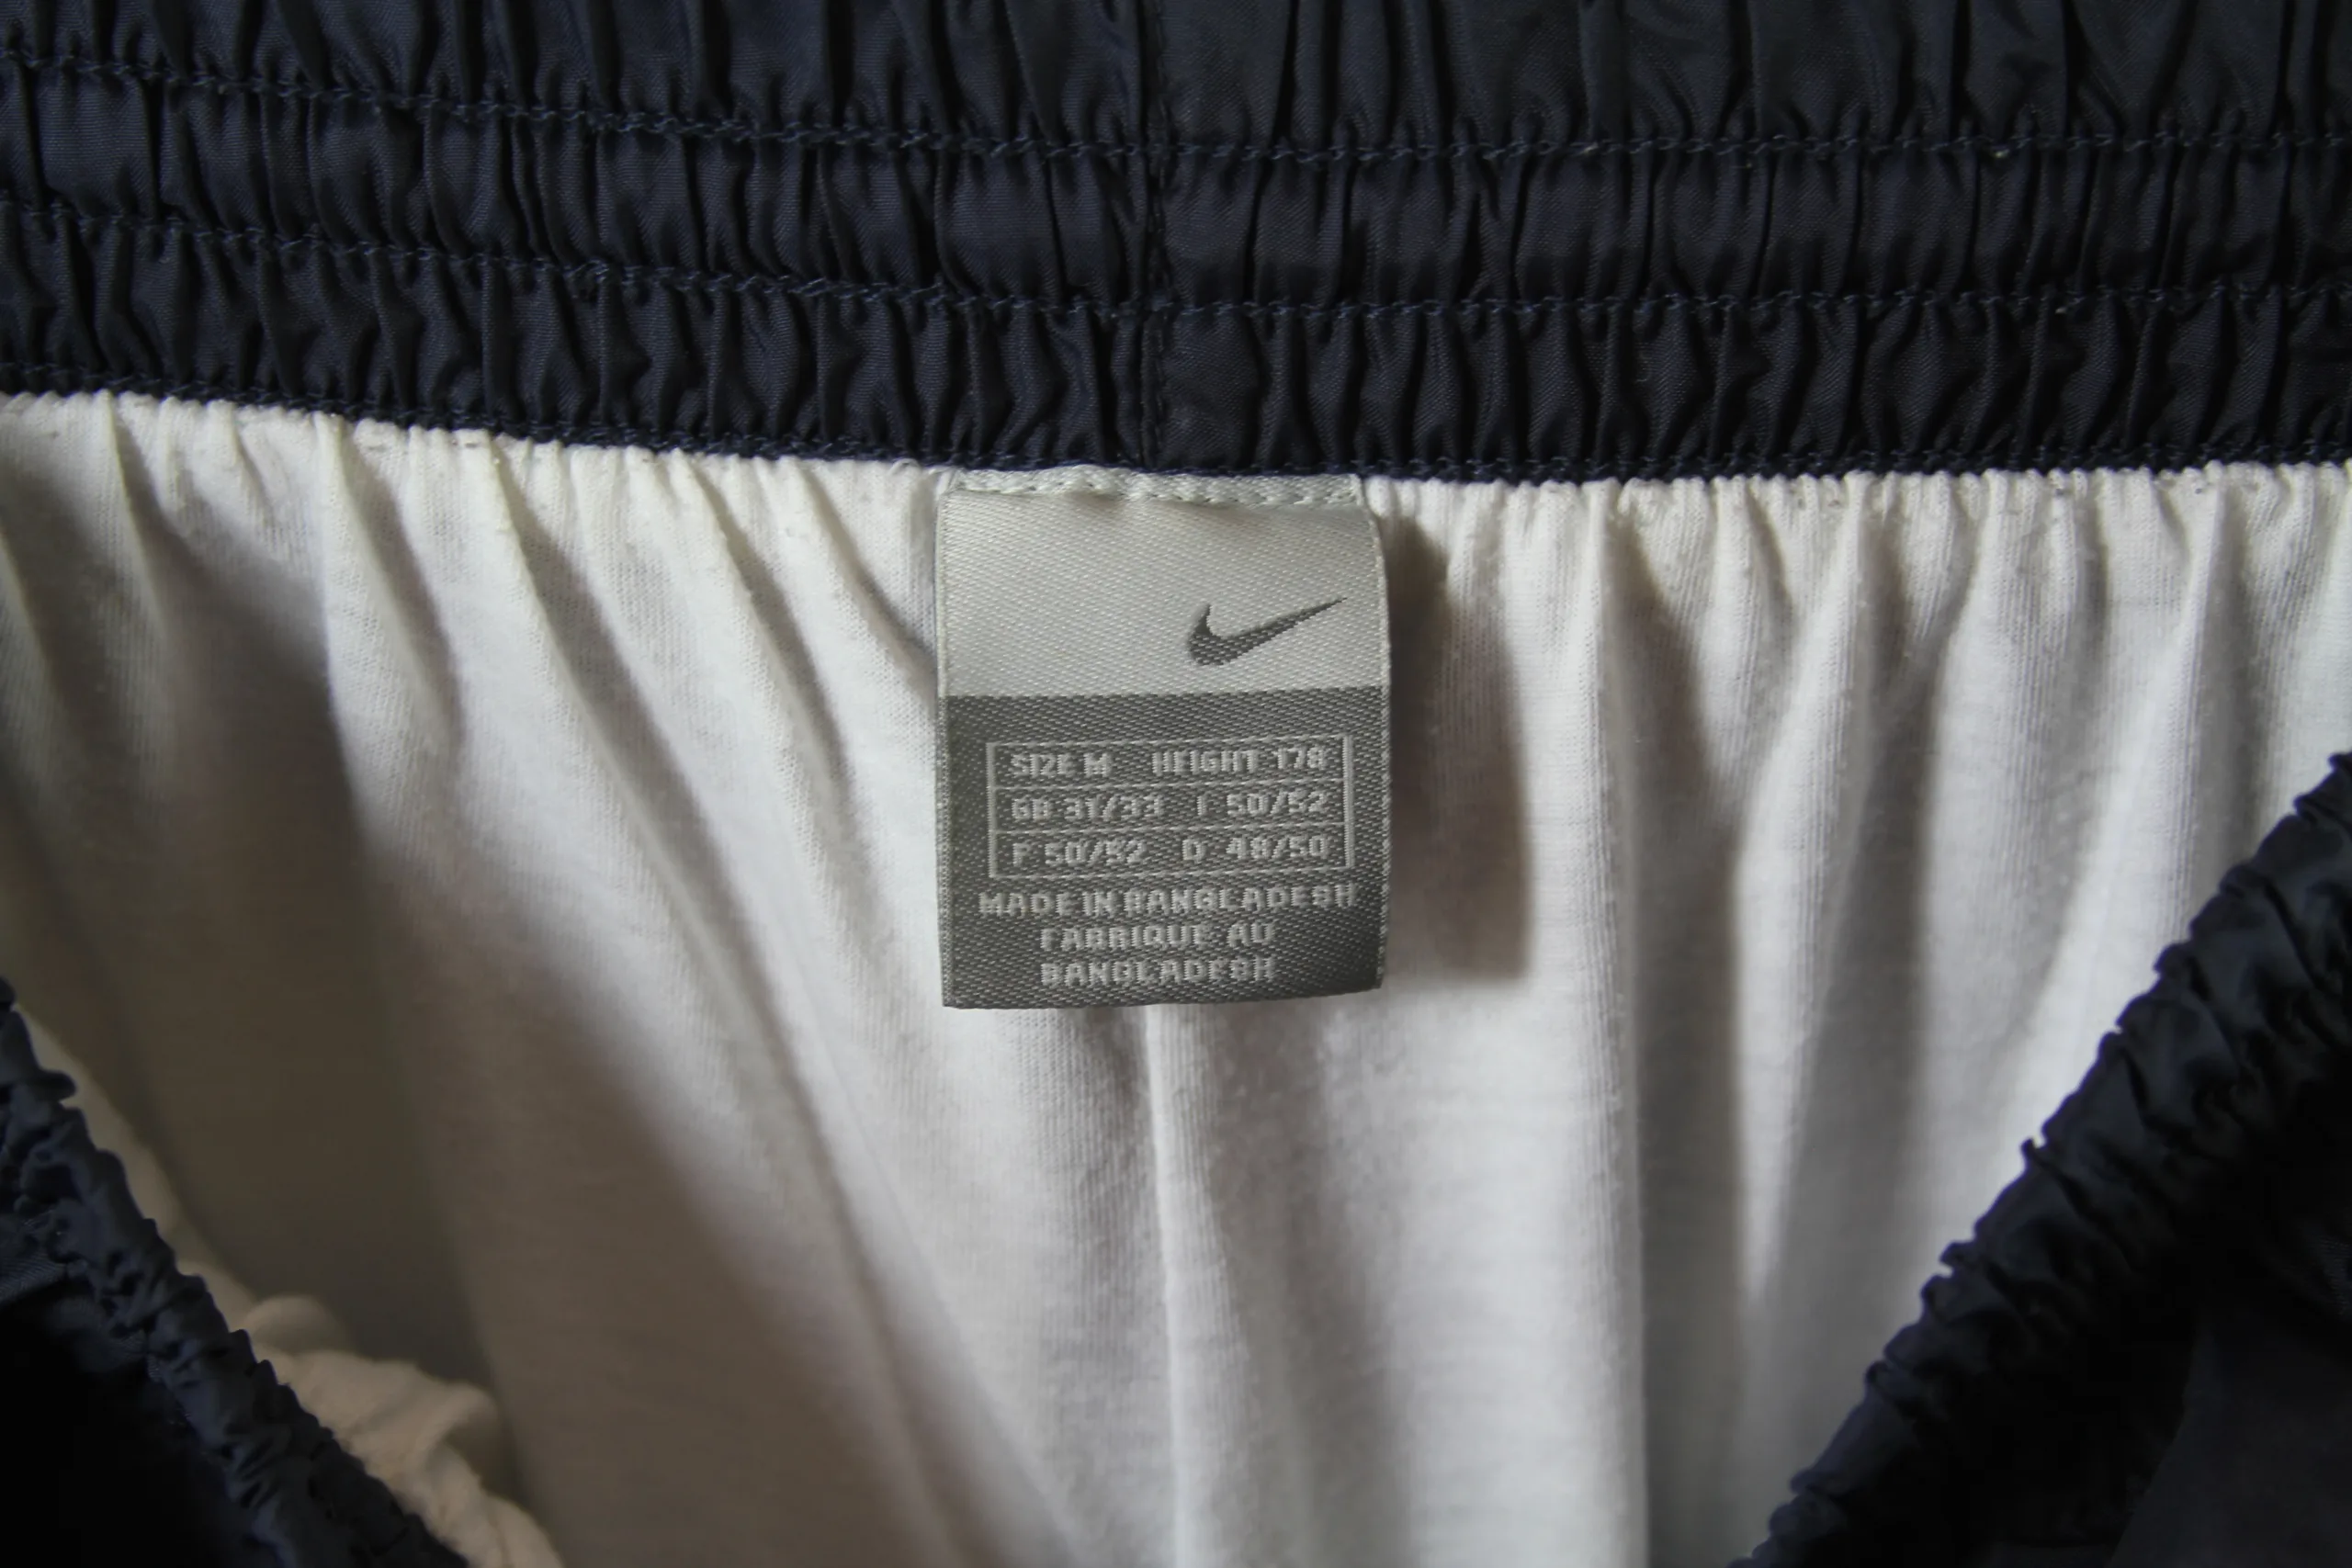 SIZE M HEIGHT 178
GB 31/33 I 50/52
F 50/52 D 48/50
MADE IN BANGLADESH
FABRIQUE AU
BANGLADESH